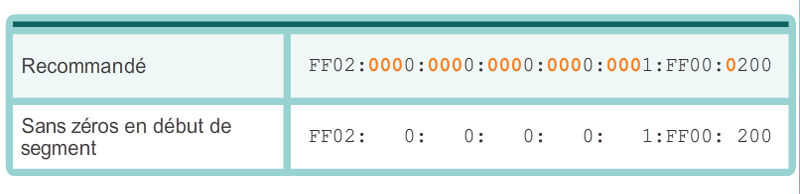 Recommandé FF02:0000:0000:0000:0000:0001:FF00:0200
Sans zéros en début de
segment FF02: 0: 0: 0: 0: 1:FF00: 200